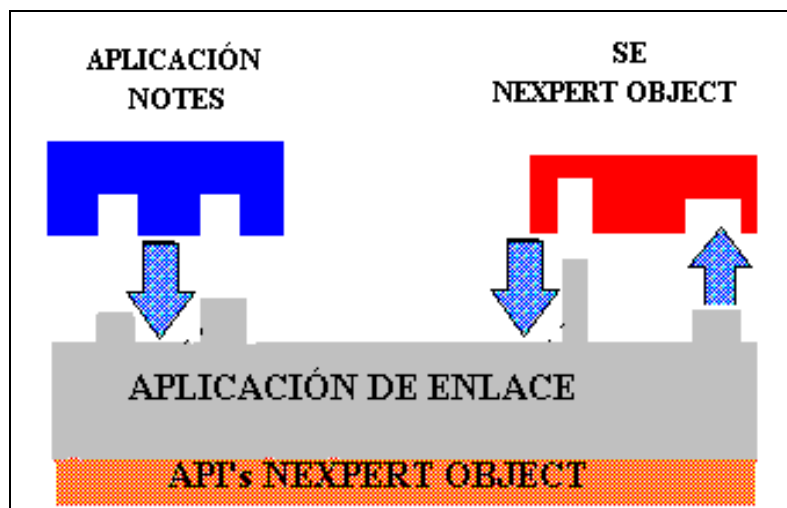 APLICACIÓN
NOTES
SE
NEXPERT OBJECT
APLICACIÓN DE ENLACE
API's NEXPERT OBJECT